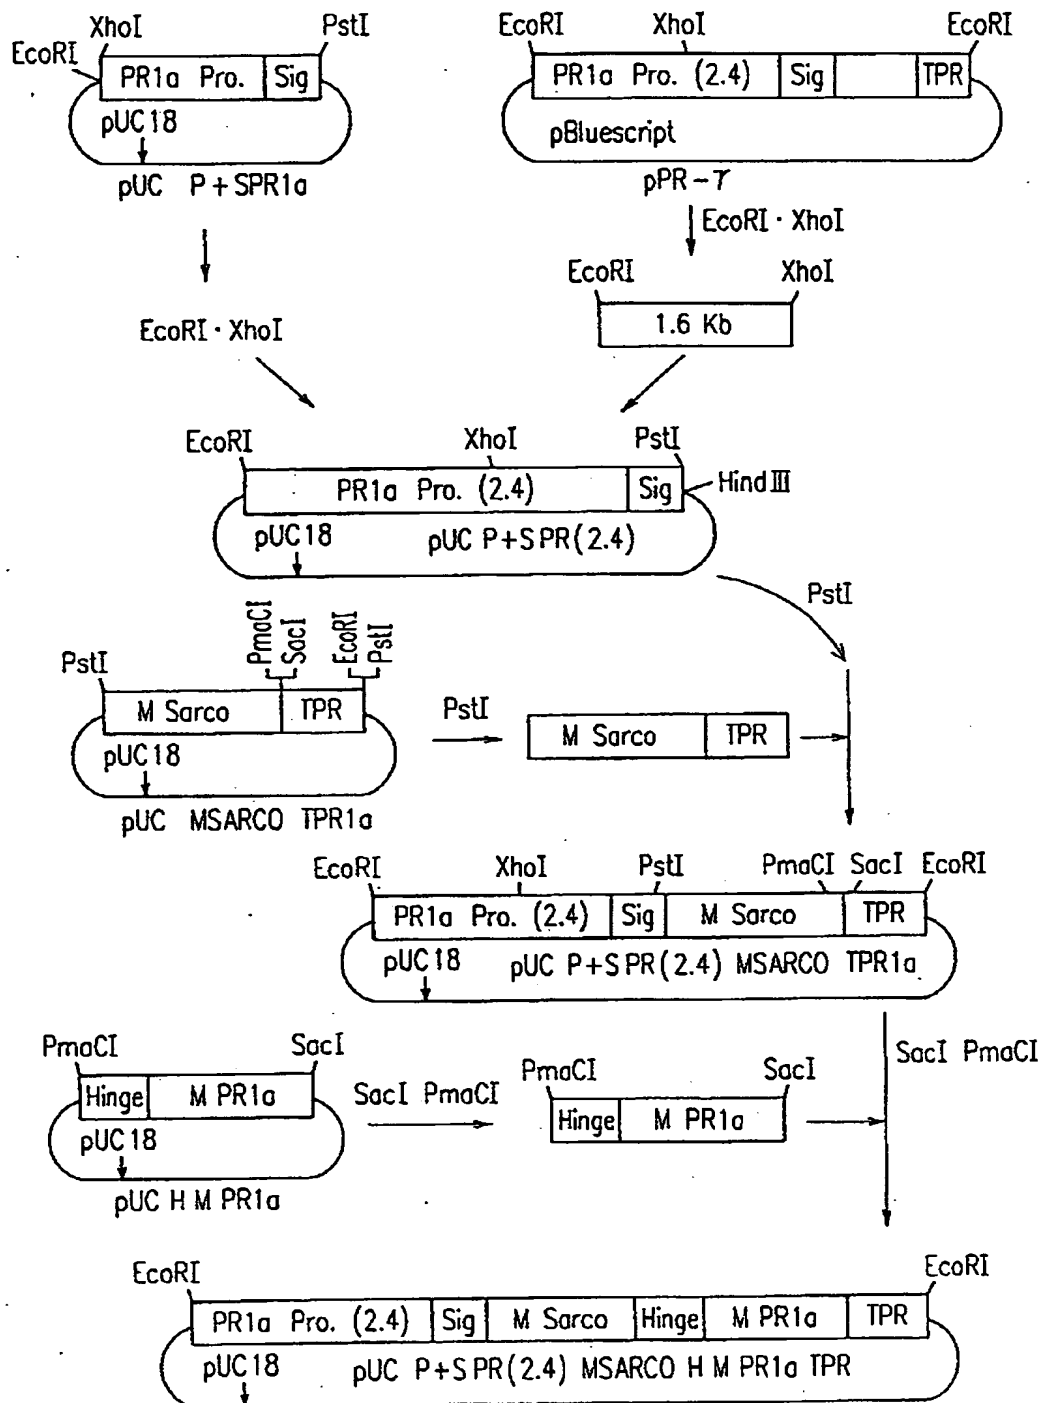 XhoI PstI
EcoRI
PR1a Pro. Sig
pUC18
pUC P+SPR1a
EcoRI XhoI EcoRI
PR1a Pro. (2.4) Sig TPR
pBluescript
pPR-γ
EcoRI·XhoI
EcoRI XhoI
1.6 Kb
EcoRI·XhoI
EcoRI XhoI PstI
PR1a Pro. (2.4) Sig HindⅢ
pUC18 pUC P+SPR(2.4)
PstI
PstI PmaCI SacI EcoRI PstI
M Sarco TPR
pUC18
pUC MSARCO TPR1a
PstI
M Sarco TPR
EcoRI XhoI PstI PmaCI SacI EcoRI
PR1a Pro. (2.4) Sig M Sarco TPR
pUC18 pUC P+SPR(2.4) MSARCO TPR1a
SacI PmaCI
PmaCI SacI
Hinge M PR1a
pUC18
pUC H M PR1a
SacI PmaCI
PmaCI SacI
Hinge M PR1a
EcoRI EcoRI
PR1a Pro. (2.4) Sig M Sarco Hinge M PR1a TPR
pUC18 pUC P+SPR(2.4) MSARCO H M PR1a TPR